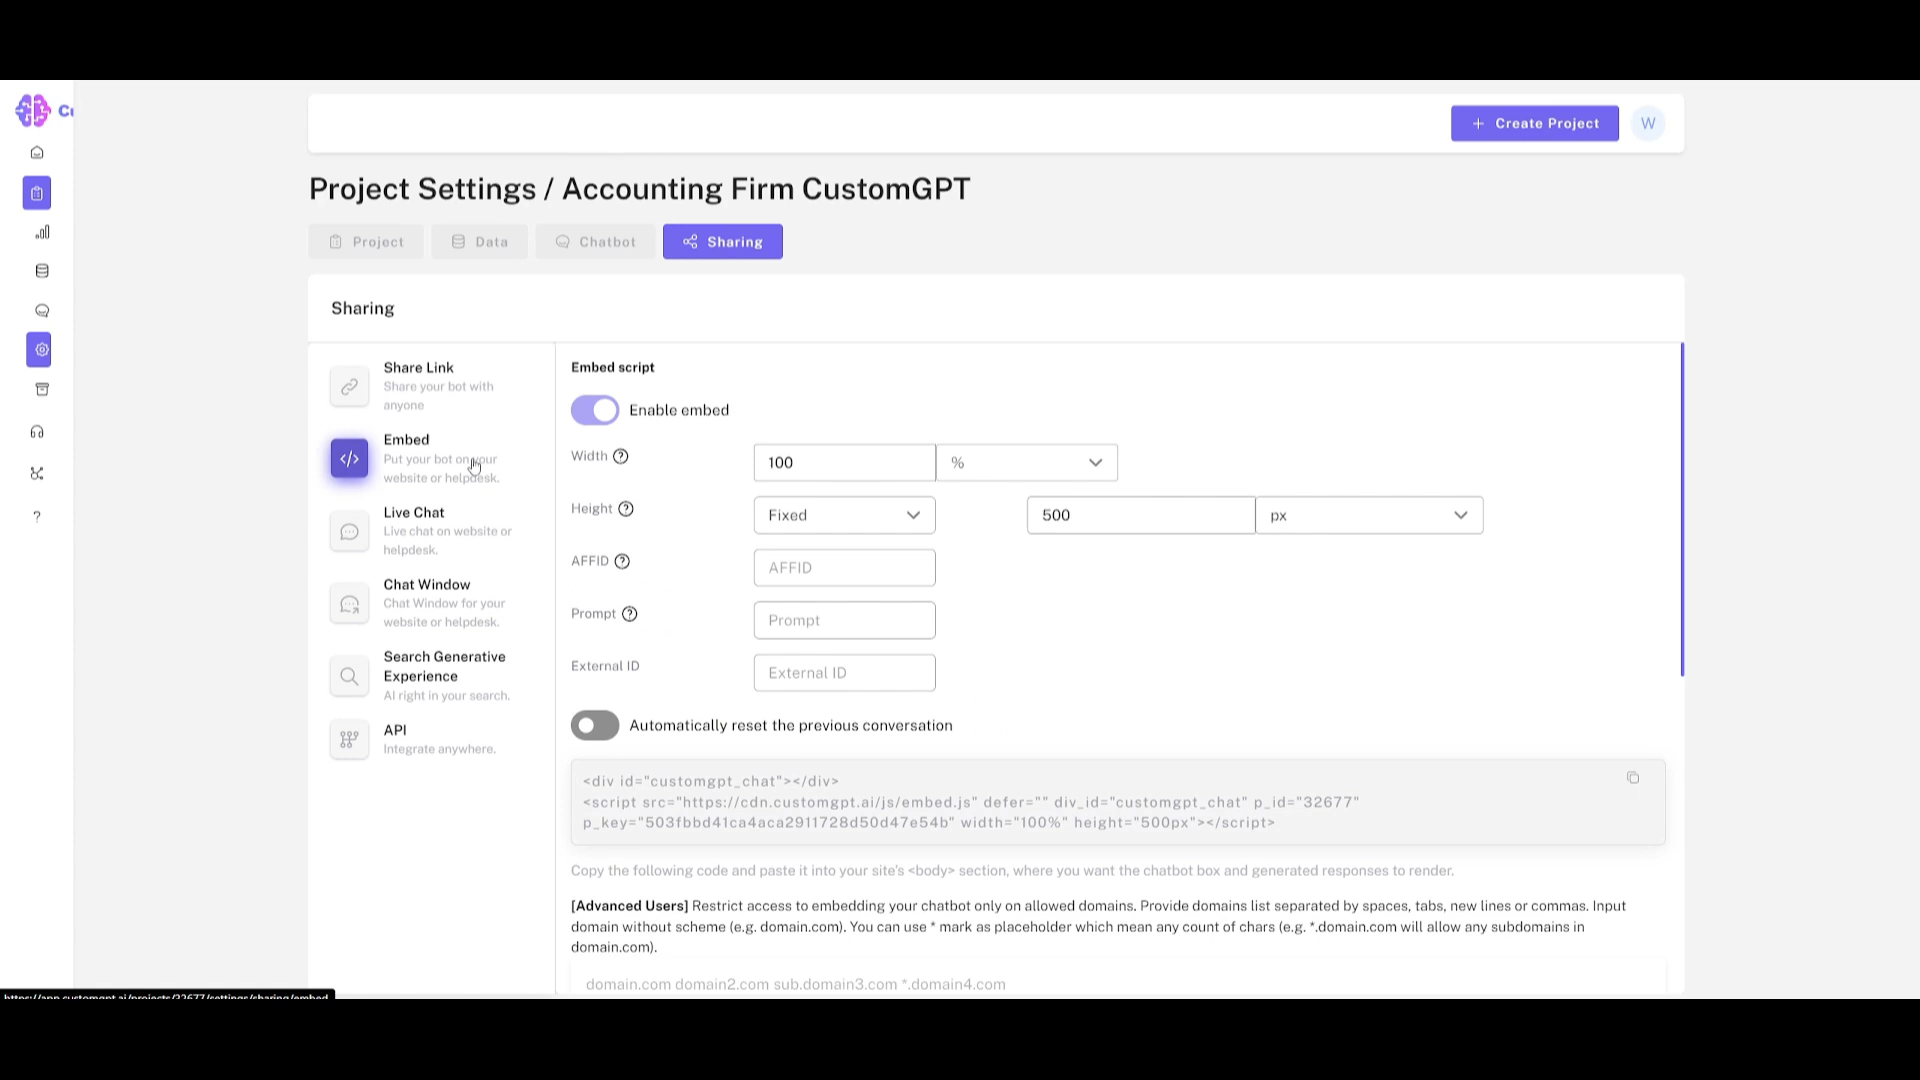 Cu
+ Create Project
W
Project Settings / Accounting Firm CustomGPT
Project
Data
Chatbot
Sharing
Sharing
Share Link
Share your bot with
anyone
Embed
Put your bot on your
website or helpdesk.
Live Chat
Live chat on website or
helpdesk.
Chat Window
Chat Window for your
website or helpdesk.
Search Generative
Experience
AI right in your search.
API
Integrate anywhere.
Embed script
Enable embed
Width ?
100
%
Height ?
Fixed
500
px
AFFID ?
AFFID
Prompt ?
Prompt
External ID
External ID
Automatically reset the previous conversation
<div id="customgpt_chat"></div>
<script src="https://cdn.customgpt.ai/js/embed.js" defer="" div_id="customgpt_chat" p_id="32677"
p_key="503fbbd41ca4aca2911728d50d47e54b" width="100%" height="500px"></script>
Copy the following code and paste it into your site's <body> section, where you want the chatbot box and generated responses to render.
[Advanced Users] Restrict access to embedding your chatbot only on allowed domains. Provide domains list separated by spaces, tabs, new lines or commas. Input
domain without scheme (e.g. domain.com). You can use * mark as placeholder which mean any count of chars (e.g. *.domain.com will allow any subdomains in
domain.com).
domain.com domain2.com sub.domain3.com *.domain4.com
https://app.customgpt.ai/projects/32677/settings/sharing/embed
?